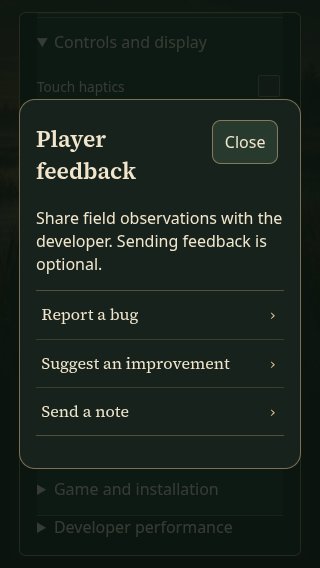 Controls and display
Touch haptics
Player
feedback
Close
Share field observations with the
developer. Sending feedback is
optional.
Report a bug
Suggest an improvement
Send a note
Game and installation
Developer performance